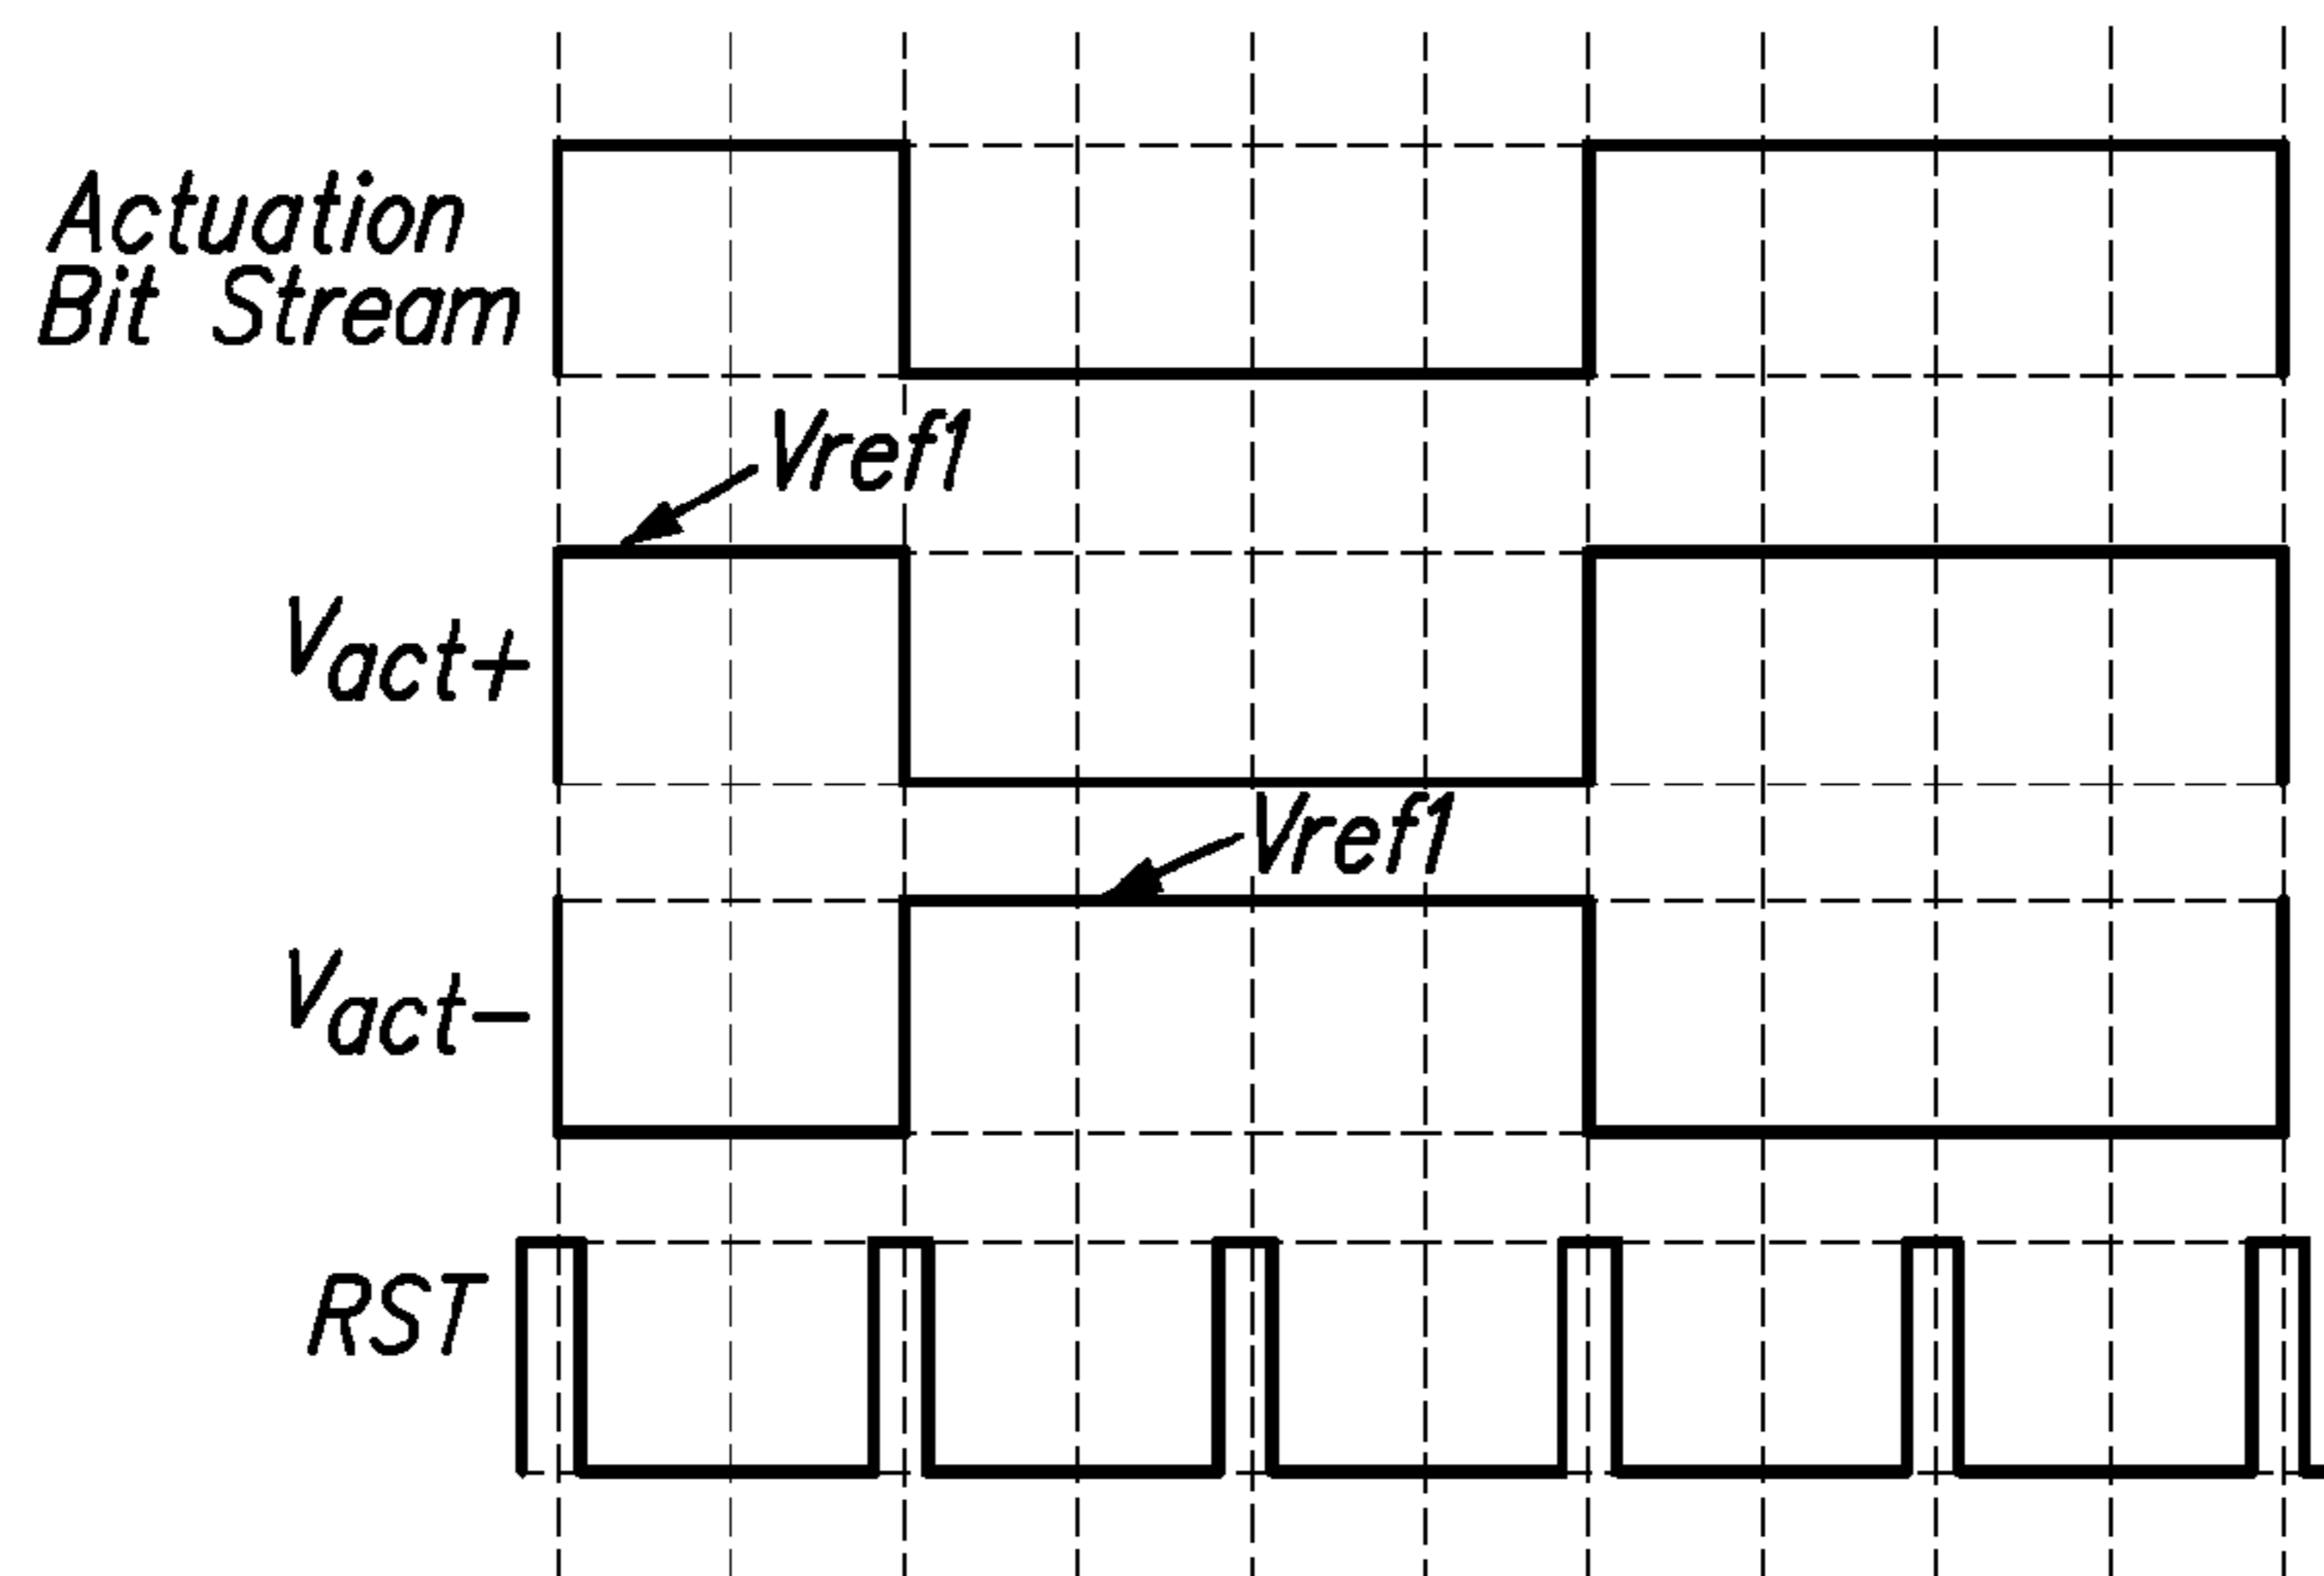 Actuation
Bit Stream
Vref1
Vact+
Vref1
Vact-
RST